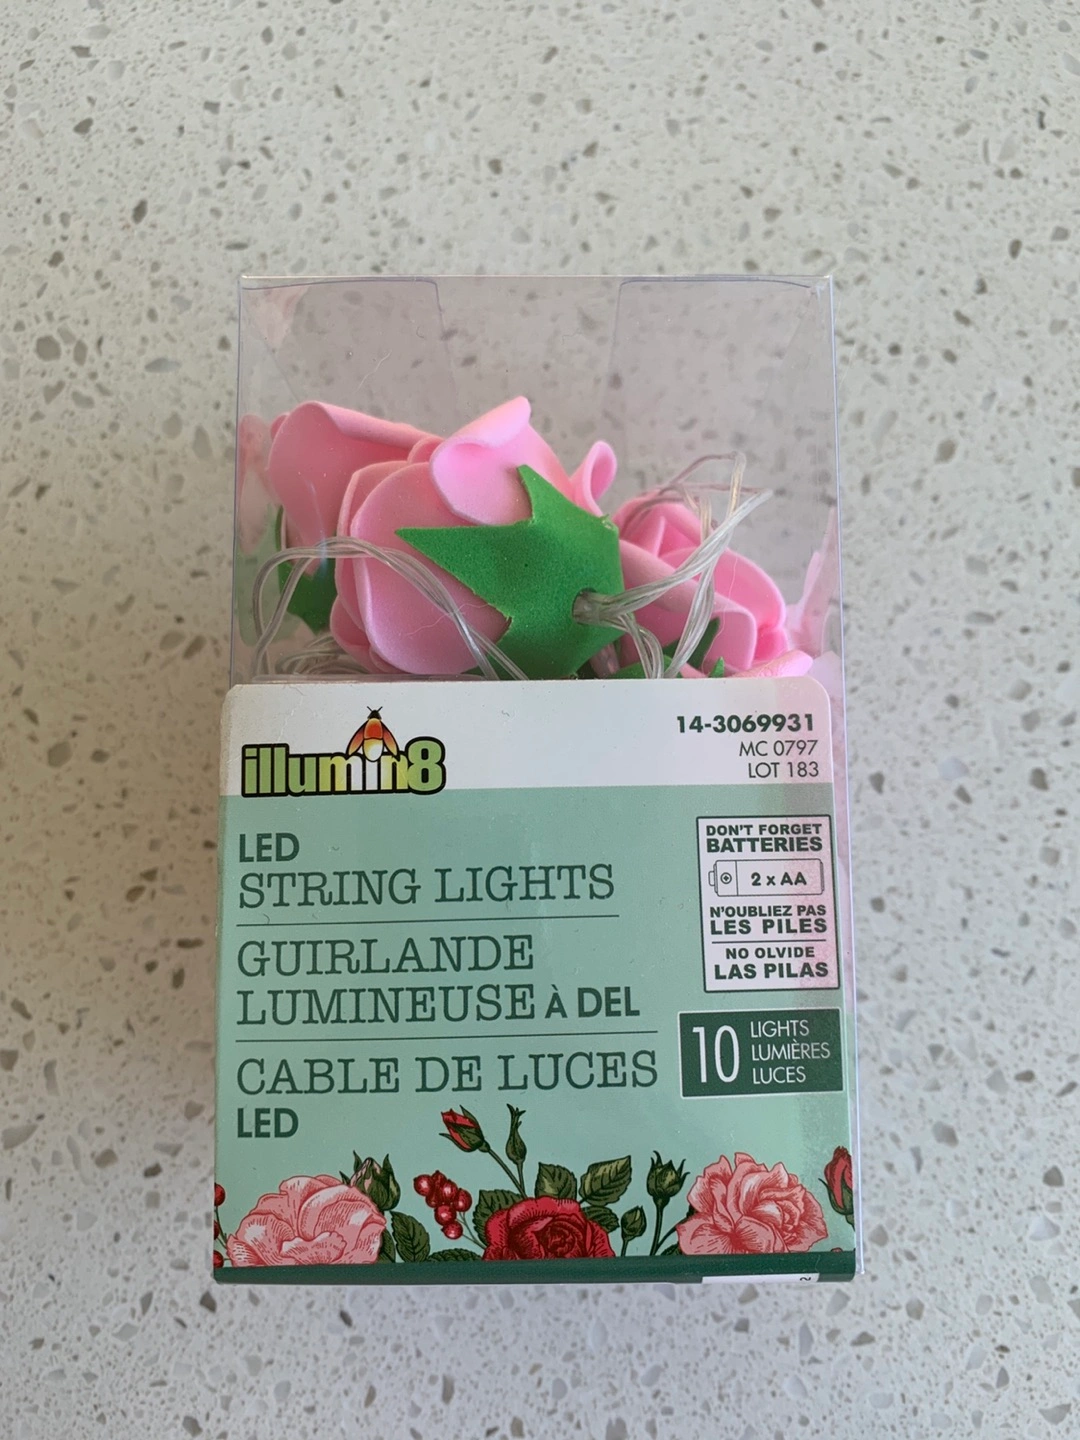 illumin8
14-3069931
MC 0797
LOT 183
LED
STRING LIGHTS
GUIRLANDE
LUMINEUSE À DEL
CABLE DE LUCES
LED
DON'T FORGET
BATTERIES
2 x AA
N'OUBLIEZ PAS
LES PILES
NO OLVIDE
LAS PILAS
10
LIGHTS
LUMIÈRES
LUCES